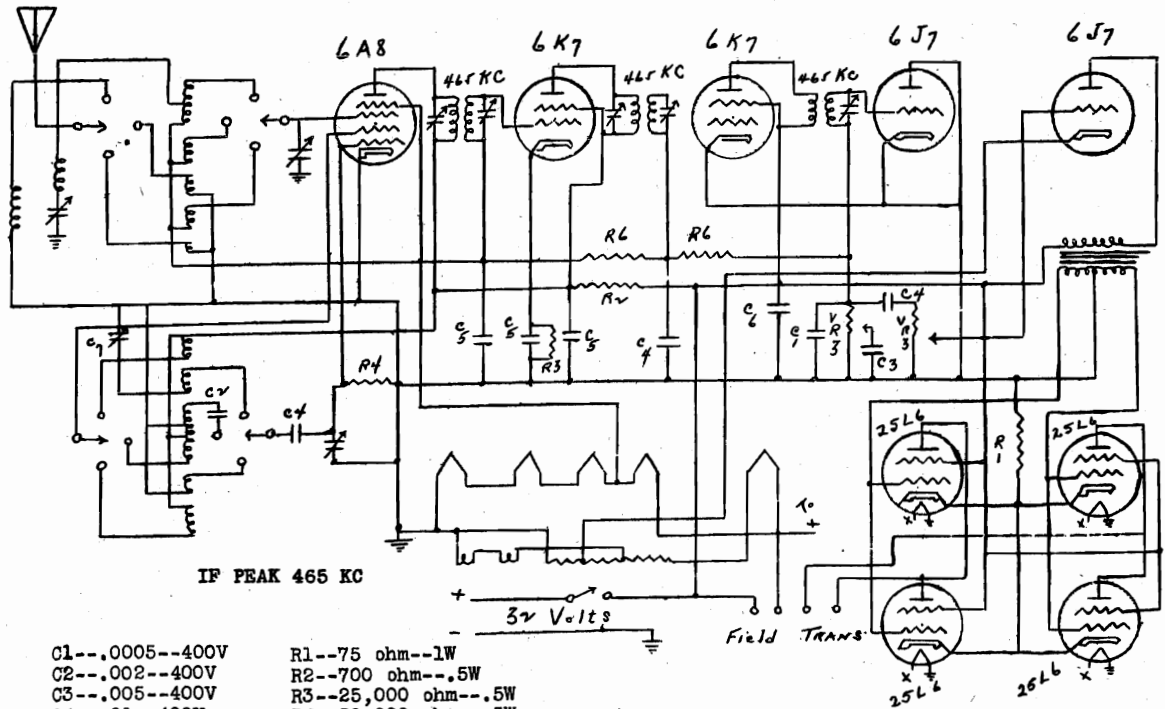 6A8
6K7
6K7
6J7
6J7
465 KC
465 KC
465 KC
R6
R6
R2
C5
C5
R3
C5
C4
C6
C1
VR3
C4
C3
VR3
C7
R4
C2
C4
R1
25L6
25L6
X
X
To
+
IF PEAK 465 KC
+
32 Volts
-
Field
TRANS
X
X
25L6
25L6
C1--.0005--400V
R1--75 ohm--1W
C2--.002--400V
R2--700 ohm--.5W
C3--.005--400V
R3--25,000 ohm--.5W